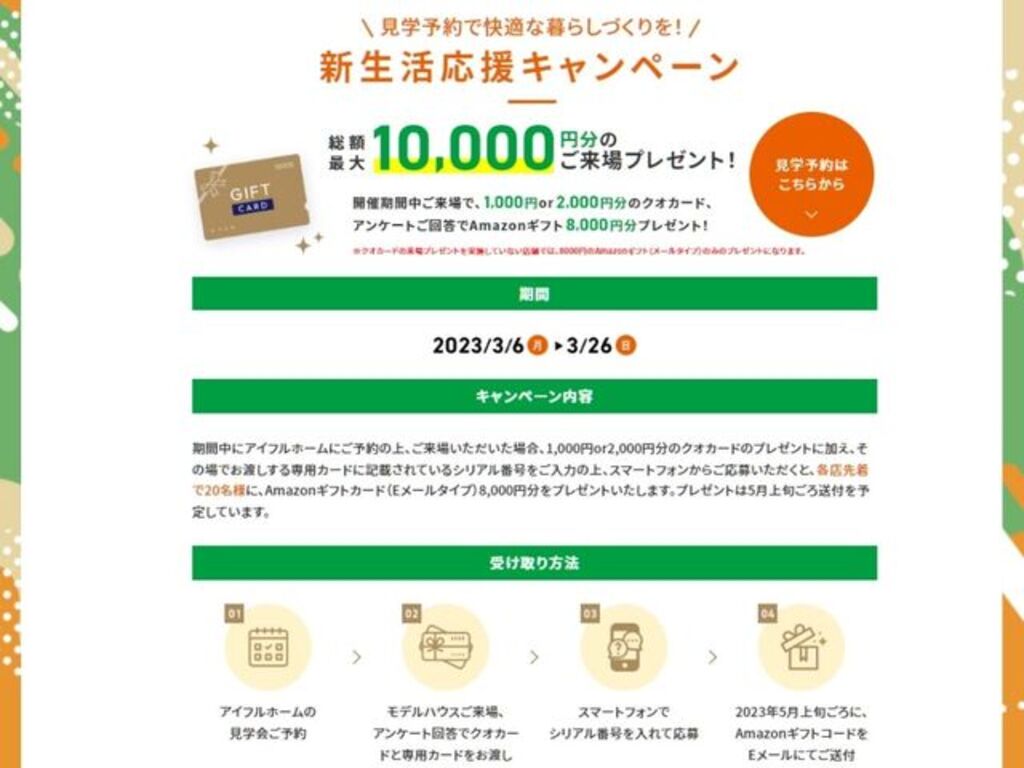 \ 見学予約で快適な暮らしづくりを! /
新生活応援キャンペーン
GIFT
CARD
総額
最大 10,000 円分の
ご来場プレゼント!
見学予約は
こちらから
開催期間中ご来場で、1,000円or 2,000円分のクオカード、
アンケートご回答でAmazonギフト 8,000円分プレゼント!
※クオカードの来場プレゼントを実施していない店舗では、8000円のAmazonギフト(メールタイプ)のみのプレゼントになります。
期間
2023/3/6 月 ▶ 3/26 日
キャンペーン内容
期間中にアイフルホームにご予約の上、ご来場いただいた場合、1,000円or2,000円分のクオカードのプレゼントに加え、そ
の場でお渡しする専用カードに記載されているシリアル番号をご入力の上、スマートフォンからご応募いただくと、各店先着
で20名様に、Amazonギフトカード(Eメールタイプ)8,000円分をプレゼントいたします。プレゼントは5月上旬ごろ送付を予
定しています。
受け取り方法
01
アイフルホームの
見学会ご予約
02
モデルハウスご来場、
アンケート回答でクオカー
ドと専用カードをお渡し
03
スマートフォンで
シリアル番号を入れて応募
04
2023年5月上旬ごろに、
Amazonギフトコードを
Eメールにてご送付